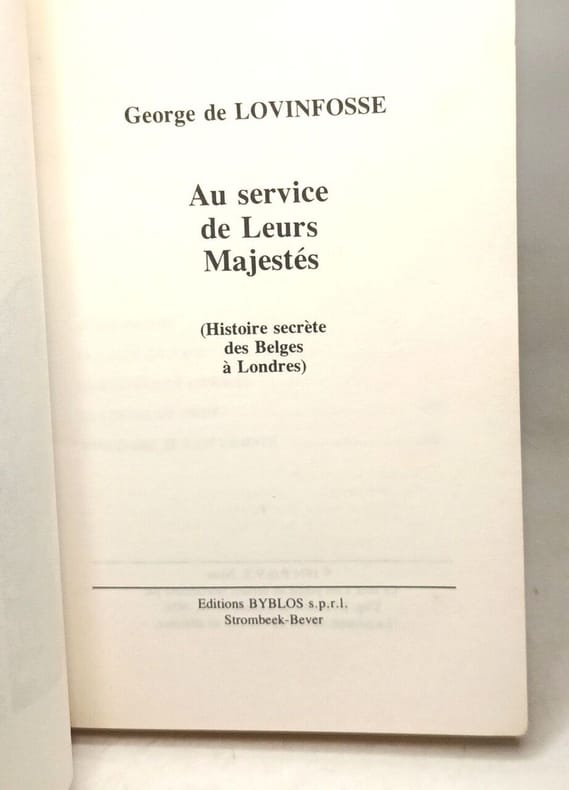 George de LOVINFOSSE
Au service
de Leurs
Majestés
(Histoire secrète
des Belges
à Londres)
Editions BYBLOS s.p.r.l.
Strombeek-Bever